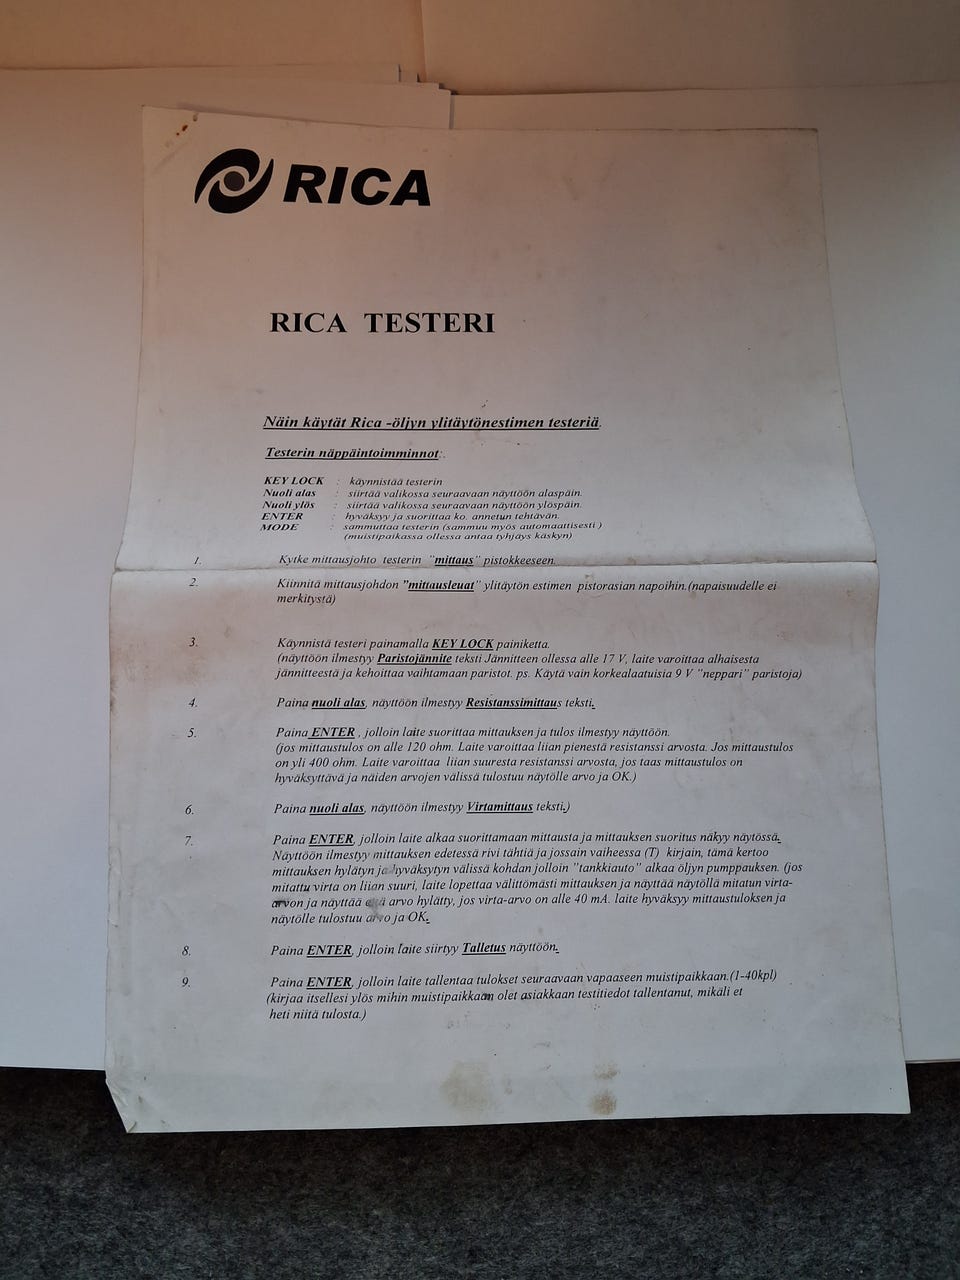 RICA
RICA TESTERI
Näin käytät Rica -öljyn ylitäytönestimen testeriä.
Testerin näppäintoimminnot:.
KEY LOCK : käynnistää testerin
Nuoli alas : siirtää valikossa seuraavaan näyttöön alaspäin.
Nuoli ylös : siirtää valikossa seuraavaan näyttöön ylöspäin.
ENTER : hyväksyy ja suorittaa ko. annetun tehtävän.
MODE : sammuttaa testerin (sammuu myös automaattisesti )
(muistipaikassa ollessa antaa tyhjäys käskyn)
1. Kytke mittausjohto testerin "mittaus" pistokkeeseen.
2. Kiinnitä mittausjohdon "mittausleuat" ylitäytön estimen pistorasian napoihin.(napaisuudelle ei
merkitystä)
3. Käynnistä testeri painamalla KEY LOCK painiketta.
(näyttöön ilmestyy Paristojännite teksti Jännitteen ollessa alle 17 V, laite varoittaa alhaisesta
jännitteestä ja kehoittaa vaihtamaan paristot. ps. Käytä vain korkealaatuisia 9 V "neppari" paristoja)
4. Paina nuoli alas, näyttöön ilmestyy Resistanssimittaus teksti.
5. Paina ENTER , jolloin laite suorittaa mittauksen ja tulos ilmestyy näyttöön.
(jos mittaustulos on alle 120 ohm. Laite varoittaa liian pienestä resistanssi arvosta. Jos mittaustulos
on yli 400 ohm. Laite varoittaa liian suuresta resistanssi arvosta, jos taas mittaustulos on
hyväksyttävä ja näiden arvojen välissä tulostuu näytölle arvo ja OK.)
6. Paina nuoli alas, näyttöön ilmestyy Virtamittaus teksti.)
7. Paina ENTER, jolloin laite alkaa suorittamaan mittausta ja mittauksen suoritus näkyy näytössä.
Näyttöön ilmestyy mittauksen edetessä rivi tähtiä ja jossain vaiheessa (T) kirjain, tämä kertoo
mittauksen hylätyn ja hyväksytyn välissä kohdan jolloin "tankkiauto" alkaa öljyn pumppauksen. (jos
mitattu virta on liian suuri, laite lopettaa välittömästi mittauksen ja näyttää näytöllä mitatun virta-
arvon ja näyttää että arvo hylätty, jos virta-arvo on alle 40 mA. laite hyväksyy mittaustuloksen ja
näytölle tulostuu arvo ja OK.
8. Paina ENTER, jolloin laite siirtyy Talletus näyttöön.
9. Paina ENTER, jolloin laite tallentaa tulokset seuraavaan vapaaseen muistipaikkaan.(1-40kpl)
(kirjaa itsellesi ylös mihin muistipaikkaan olet asiakkaan testitiedot tallentanut, mikäli et
heti niitä tulosta.)